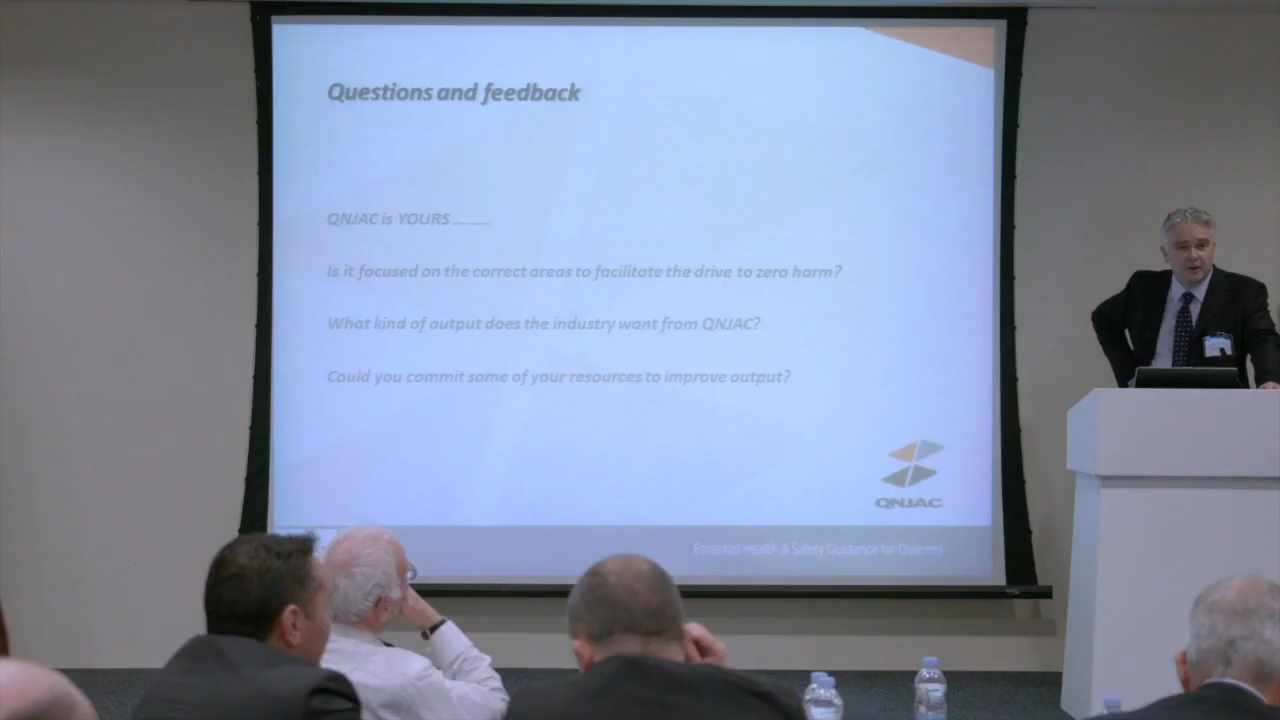 Questions and feedback
QNJAC is YOURS.........
Is it focused on the correct areas to facilitate the drive to zero harm?
What kind of output does the industry want from QNJAC?
Could you commit some of your resources to improve output?
QNJAC
Essential Health & Safety Guidance for Quarries